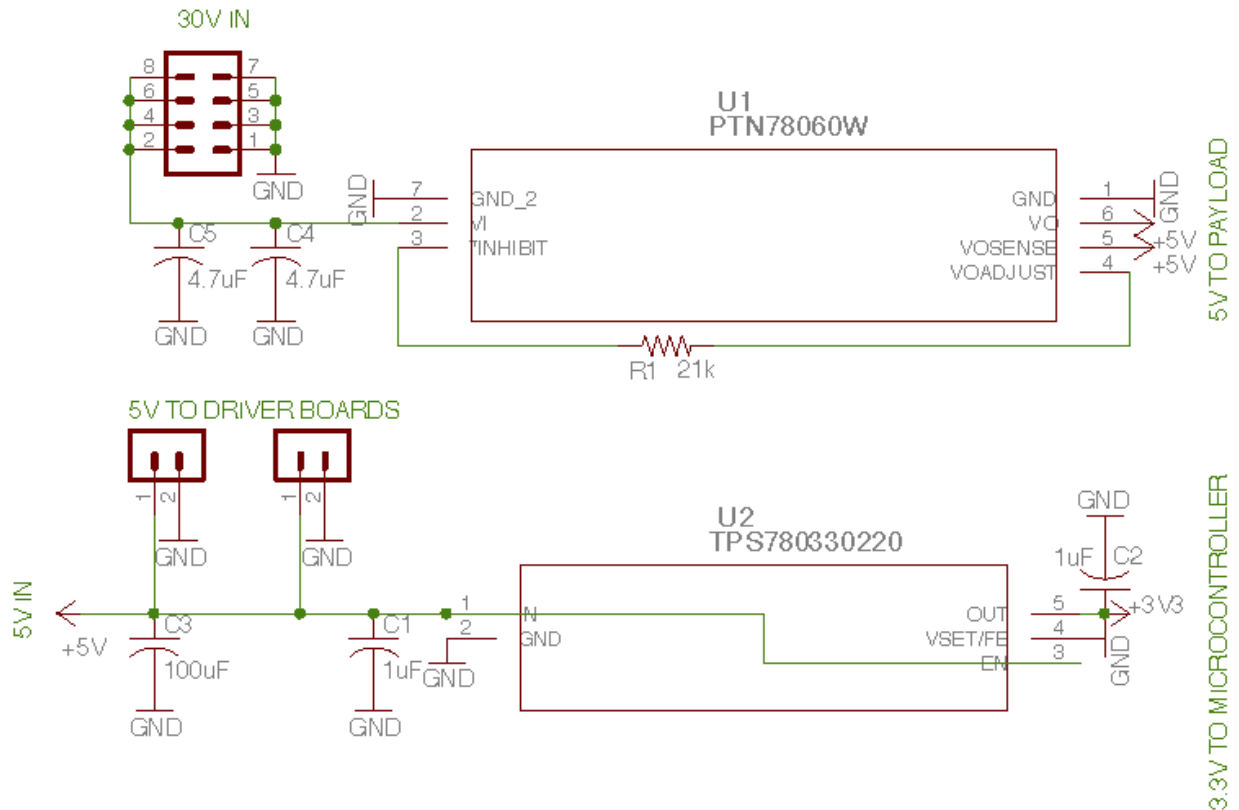 30V IN
8 7
6 5
4 3
2 1
GND
C5 C4
4.7uF 4.7uF
GND GND
U1
PTN78060W
GND 7 GND_2 GND 1 GND
2 VI VO 6 +5V
3 *INHIBIT VOSENSE 5 +5V
VOADJUST 4
R1 21k
5V TO PAYLOAD
5V TO DRIVER BOARDS
1 2 1 2
GND GND
5V IN
+5V
C3 C1
100uF 1uF
GND GND
U2
TPS780330220
1 N OUT 5 +3V3
2 GND VSET/FE 4
GND EN 3 GND
GND
1uF C2
3.3V TO MICROCONTROLLER